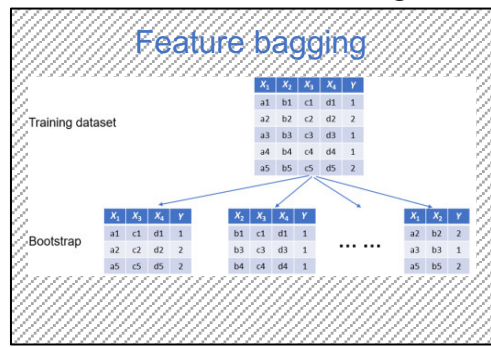 Feature bagging
X1 X2 X3 X4 Y
a1 b1 c1 d1 1
a2 b2 c2 d2 2
Training dataset
a3 b3 c3 d3 1
a4 b4 c4 d4 1
a5 b5 c5 d5 2
X1 X3 X4 Y
a1 c1 d1 1
a2 c2 d2 2
a5 c5 d5 2
X2 X3 X4 Y
b1 c1 d1 1
b3 c3 d3 1
b4 c4 d4 1
... ...
X1 X2 Y
a2 b2 2
a3 b3 1
a5 b5 2
Bootstrap